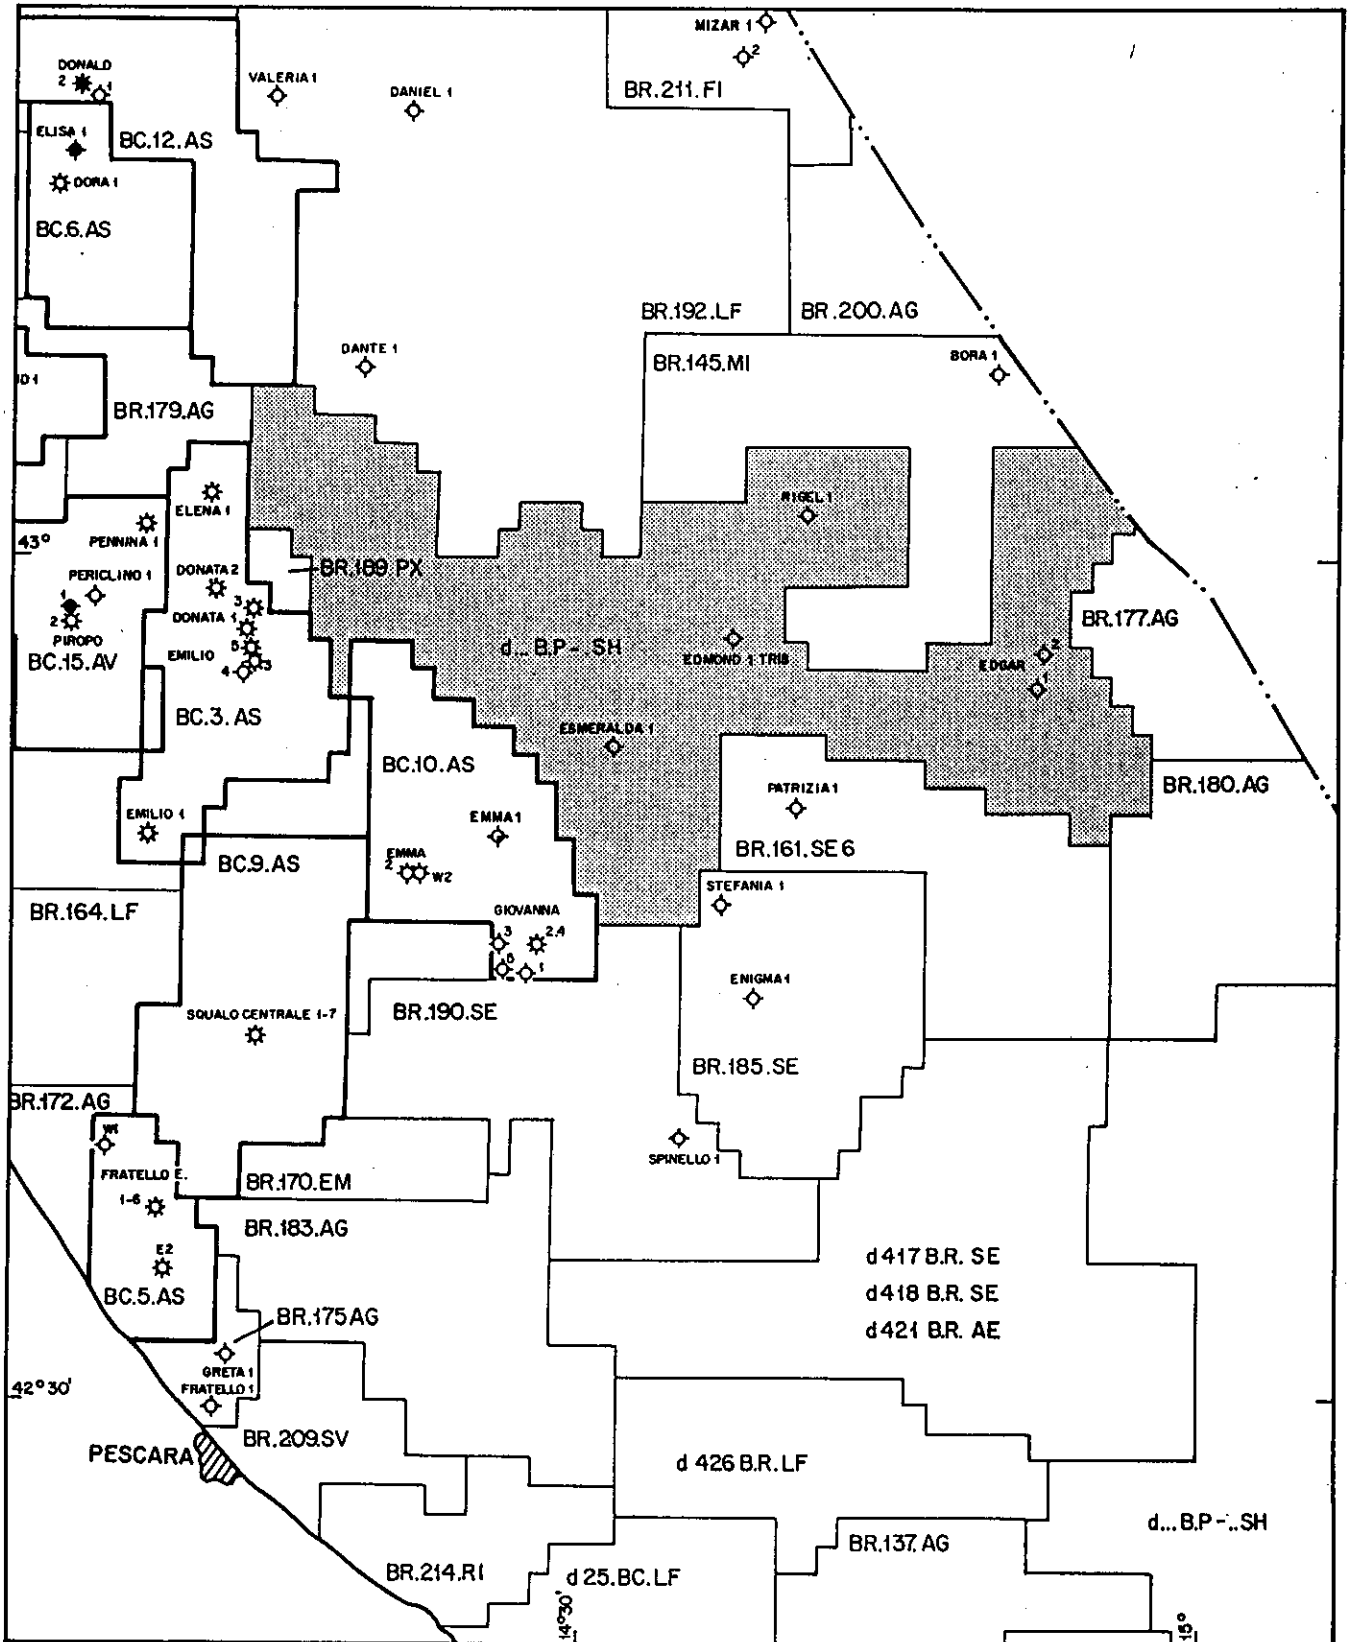 MIZAR 1
2
DONALD
2
1
VALERIA 1
DANIEL 1
BR.211.FI
ELISA 1
BC.12.AS
DORA 1
BC.6.AS
BR.192.LF
BR.200.AG
DANTE 1
BR.145.MI
BORA 1
BR.179.AG
ELENA 1
RIGEL 1
PENNINA 1
43°
BR.189.PX
PERICLINO 1
DONATA 2
1
2
PIROPO
3
DONATA 1
5
EMILIO
3
4
BR.177.AG
d... B.P-. SH
EDMOND 1 TRIS
2
EDGAR
1
BC.15.AV
BC.3.AS
ESMERALDA 1
BC.10.AS
BR.180.AG
PATRIZIA 1
EMILIO 1
EMMA 1
BR.161.SE6
BC.9.AS
EMMA
2
W2
STEFANIA 1
BR.164.LF
GIOVANNA
3
2,4
5
1
ENIGMA 1
SQUALO CENTRALE 1-7
BR.190.SE
BR.185.SE
BR.172.AG
W1
SPINELLO 1
FRATELLO E.
1-6
BR.170.EM
BR.183.AG
E2
d 417 B.R. SE
BC.5.AS
d 418 B.R. SE
BR.175 AG
d 421 B.R. AE
GRETA 1
FRATELLO 1
42°30'
BR.209.SV
PESCARA
d 426 B.R.LF
d... B.P-..SH
BR.137.AG
BR.214.RI
d 25.BC.LF
14°30'
15°